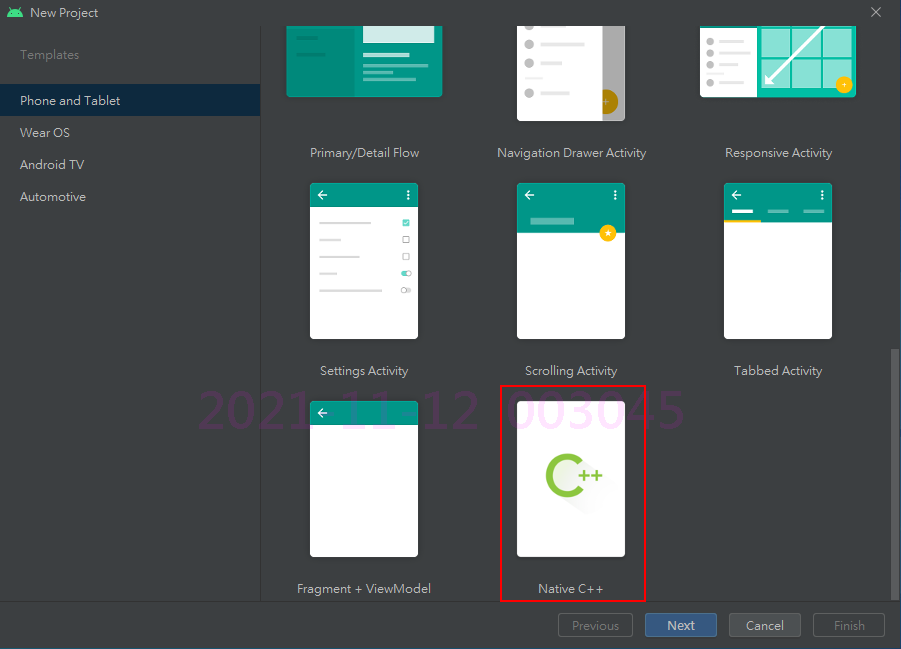 New Project
Templates
Phone and Tablet
Wear OS
Android TV
Automotive
Primary/Detail Flow
Navigation Drawer Activity
Responsive Activity
Settings Activity
Scrolling Activity
Tabbed Activity
2021-11-12 003045
C++
Fragment + ViewModel
Native C++
Previous
Next
Cancel
Finish